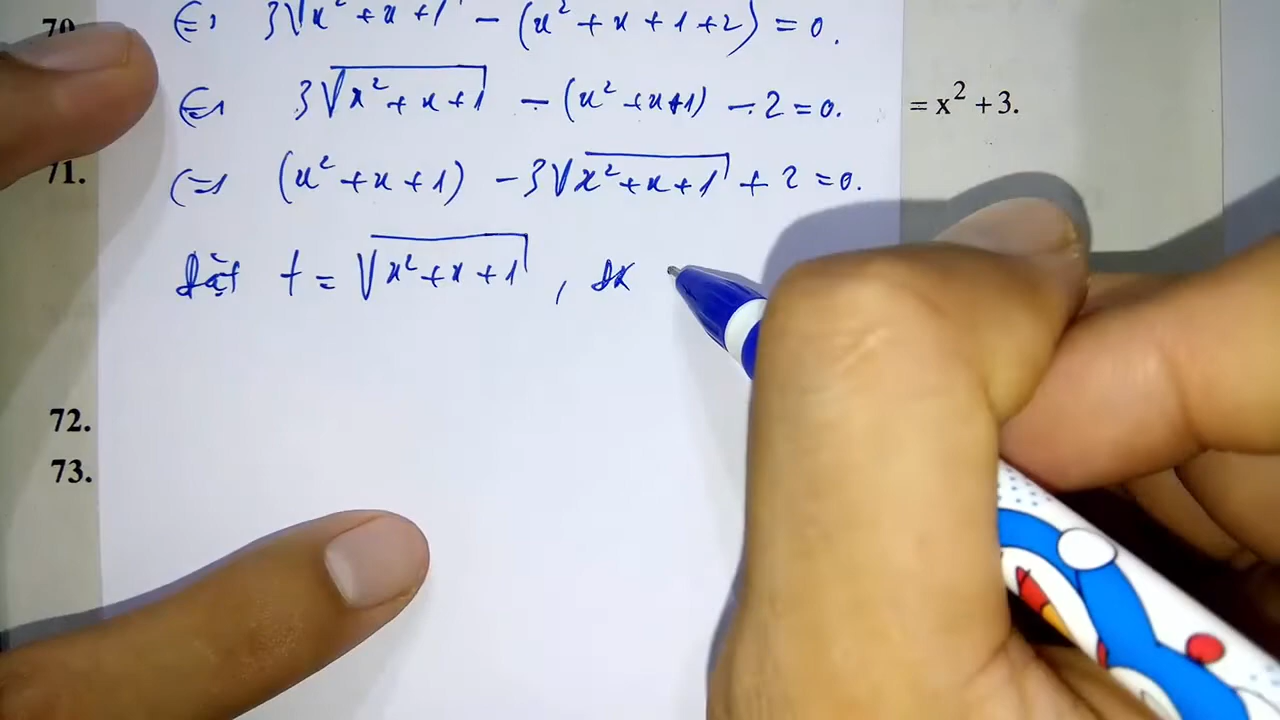 70.
⇔ 3√(x²+x+1) - (x²+x+1+2) = 0.
⇔ 3√(x²+x+1) - (x²+x+1) - 2 = 0.
= x² + 3.
71.
⇔ (x²+x+1) - 3√(x²+x+1) + 2 = 0.
đặt t = √(x²+x+1) , đk
72.
73.